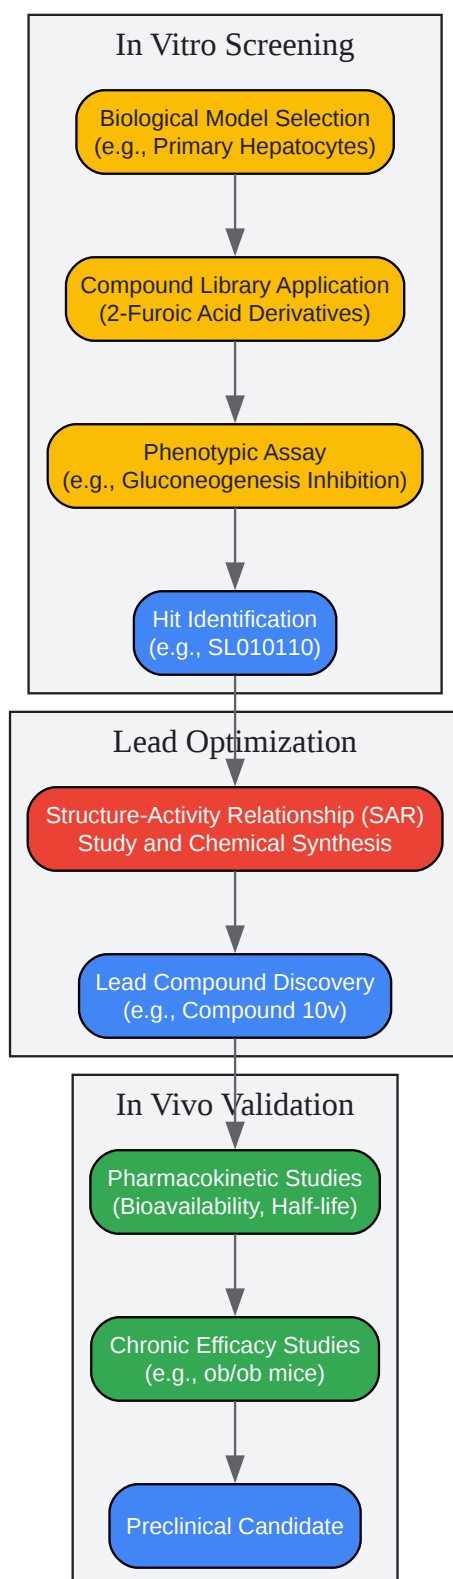 In Vitro Screening
Biological Model Selection
(e.g., Primary Hepatocytes)
Compound Library Application
(2-Furoic Acid Derivatives)
Phenotypic Assay
(e.g., Gluconeogenesis Inhibition)
Hit Identification
(e.g., SL010110)
Lead Optimization
Structure-Activity Relationship (SAR)
Study and Chemical Synthesis
Lead Compound Discovery
(e.g., Compound 10v)
In Vivo Validation
Pharmacokinetic Studies
(Bioavailability, Half-life)
Chronic Efficacy Studies
(e.g., ob/ob mice)
Preclinical Candidate